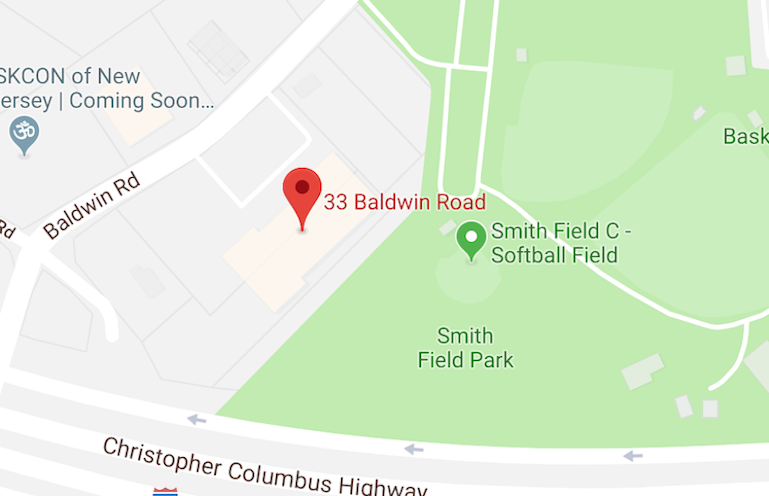 SKCON of New
ersey | Coming Soon...
Baldwin Rd
Rd
33 Baldwin Road
Bask
Smith Field C -
Softball Field
Smith
Field Park
Christopher Columbus Highway